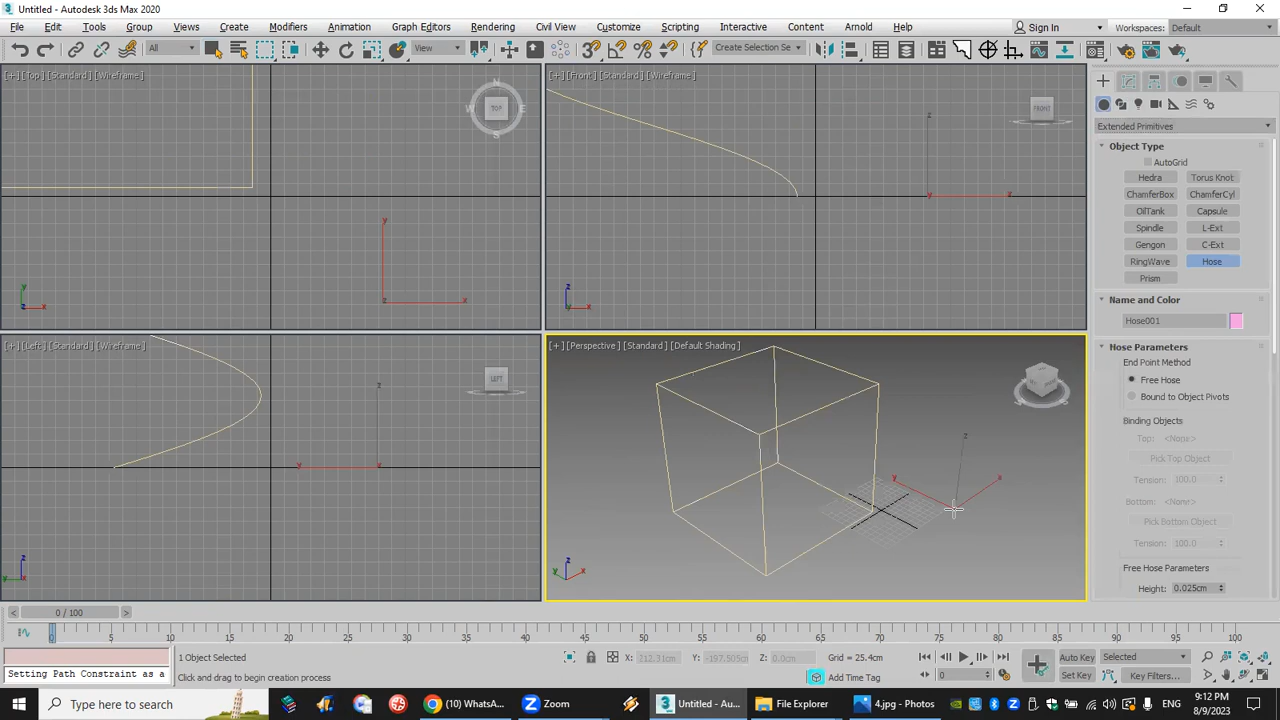 Untitled - Autodesk 3ds Max 2020
File Edit Tools Group Views Create Modifiers Animation Graph Editors Rendering Civil View Customize Scripting Interactive Content Arnold Help Sign In Workspaces: Default
All View Create Selection Se
[+] [Top] [Standard] [Wireframe]
[+] [Front] [Standard] [Wireframe]
N
W TOP E
S
FRONT
Extended Primitives
Object Type
AutoGrid
Hedra Torus Knot
ChamferBox ChamferCyl
OilTank Capsule
Spindle L-Ext
Gengon C-Ext
RingWave Hose
Prism
Name and Color
Hose001
[+] [Left] [Standard] [Wireframe]
[+] [Perspective] [Standard] [Default Shading]
LEFT
Hose Parameters
End Point Method
Free Hose
Bound to Object Pivots
Binding Objects
Top: <None>
Pick Top Object
Tension: 100.0
Bottom: <None>
Pick Bottom Object
Tension: 100.0
Free Hose Parameters
Height: 0.025cm
< 0 / 100 >
0 5 10 15 20 25 30 35 40 45 50 55 60 65 70 75 80 85 90 95 100
1 Object Selected X: -212.31cm Y: -197.505cm Z: 0.0cm Grid = 25.4cm Auto Key Selected
Setting Path Constraint as a Click and drag to begin creation process Add Time Tag 0 Set Key Key Filters...
Type here to search (10) WhatsA... Zoom Untitled - Au... File Explorer 4.jpg - Photos ENG 9:12 PM 8/9/2023